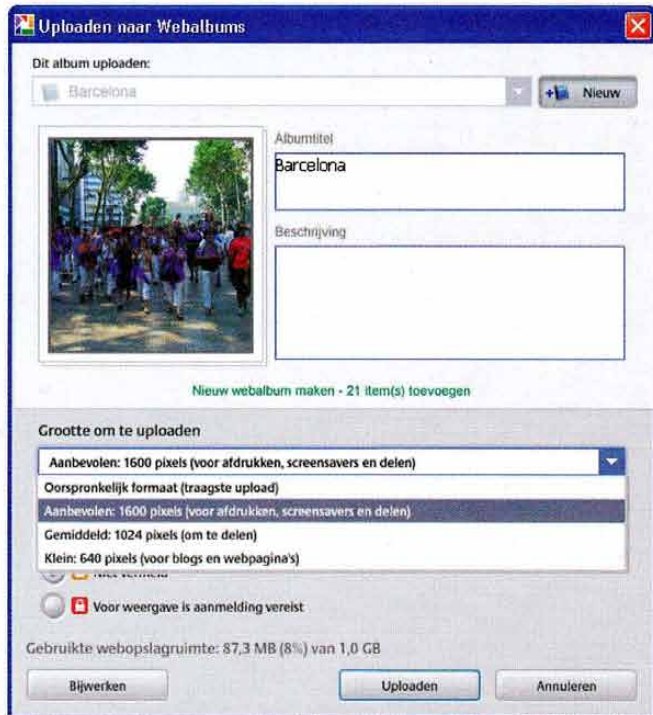 Uploaden naar Webalbums
Dit album uploaden:
Barcelona
Nieuw
Albumtitel
Barcelona
Beschrijving
Nieuw webalbum maken - 21 item(s) toevoegen
Grootte om te uploaden
Aanbevolen: 1600 pixels (voor afdrukken, screensavers en delen)
Oorspronkelijk formaat (traagste upload)
Aanbevolen: 1600 pixels (voor afdrukken, screensavers en delen)
Gemiddeld: 1024 pixels (om te delen)
Klein: 640 pixels (voor blogs en webpagina's)
Voor weergave is aanmelding vereist
Gebruikte webopslagruimte: 87,3 MB (8%) van 1,0 GB
Bijwerken
Uploaden
Annuleren